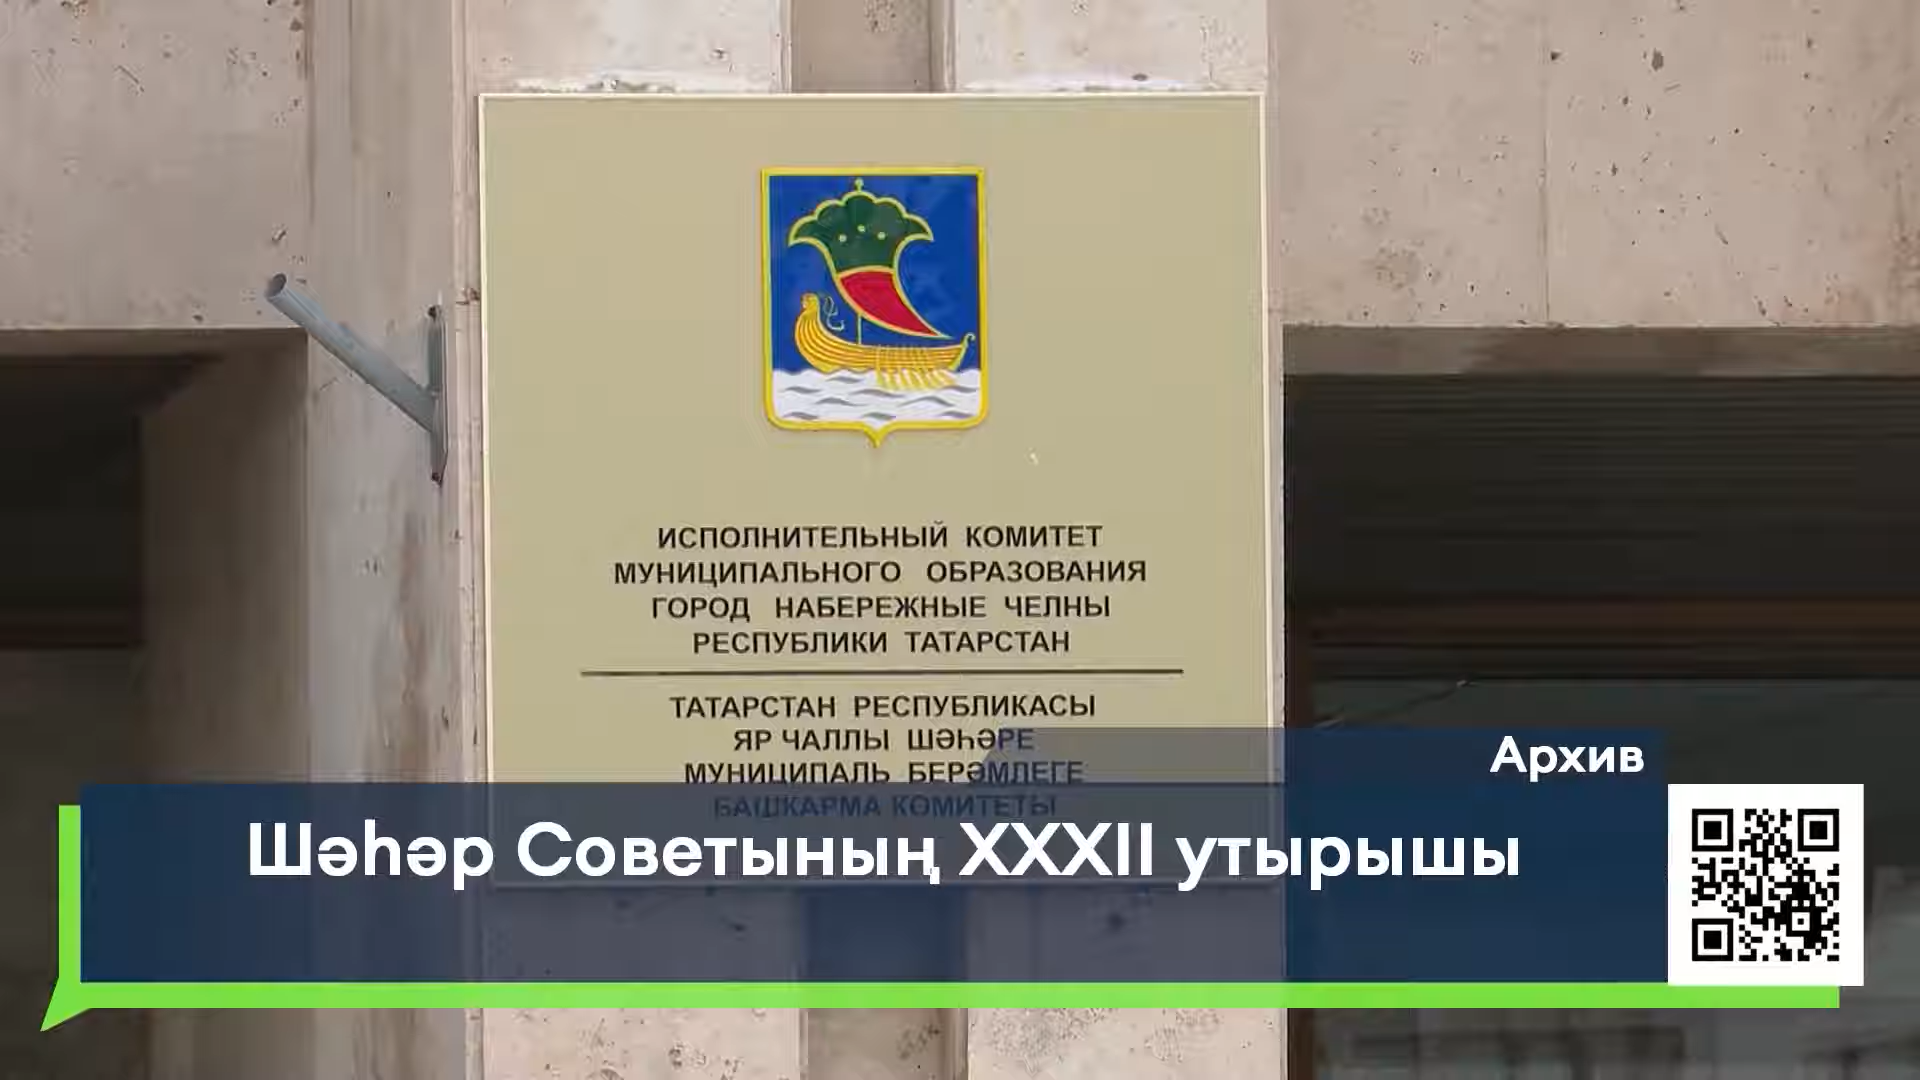 ИСПОЛНИТЕЛЬНЫЙ КОМИТЕТ
МУНИЦИПАЛЬНОГО ОБРАЗОВАНИЯ
ГОРОД НАБЕРЕЖНЫЕ ЧЕЛНЫ
РЕСПУБЛИКИ ТАТАРСТАН
ТАТАРСТАН РЕСПУБЛИКАСЫ
ЯР ЧАЛЛЫ ШӘҺӘРЕ
МУНИЦИПАЛЬ БЕРӘМЛЕГЕ
БАШКАРМА КОМИТЕТЫ
Архив
Шәһәр Советының XXXII утырышы